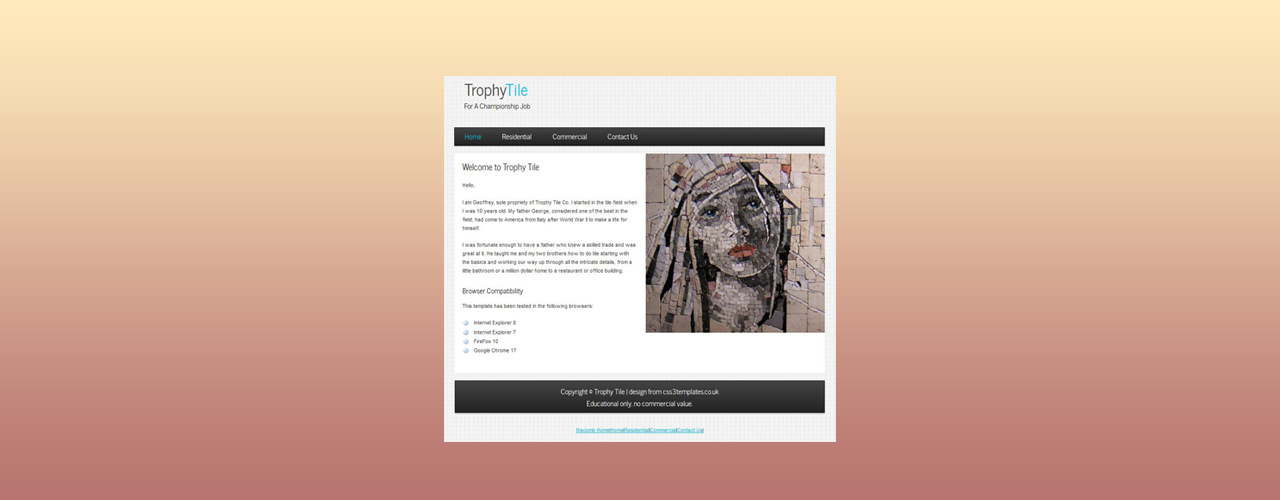 TrophyTile
For A Championship Job
Home Residential Commercial Contact Us
Welcome to Trophy Tile
Hello,
I am Geoffrey, sole propriety of Trophy Tile Co. I started in the tile field when
I was 10 years old. My father George, considered one of the best in the
field, had come to America from Italy after World War II to make a life for
himself.
I was fortunate enough to have a father who knew a skilled trade and was
great at it. He taught me and my two brothers how to do tile starting with
the basics and working our way up through all the intricate details, from a
little bathroom or a million dollar home to a restaurant or office building.
Browser Compatibility
This template has been tested in the following browsers:
Internet Explorer 8
Internet Explorer 7
FireFox 10
Google Chrome 17
Copyright © Trophy Tile | design from css3templates.co.uk
Educational only, no commercial value
Macomb Home|Home|Residential|Commercial|Contact Us|